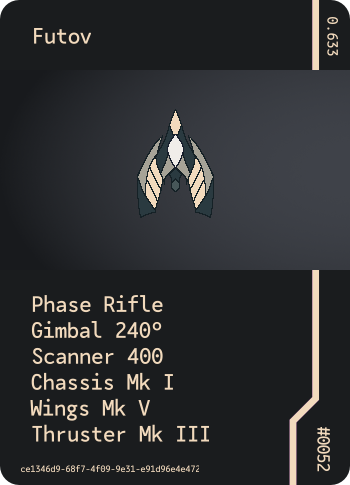 Futov
0.633
Phase Rifle
Gimbal 240°
Scanner 400
Chassis Mk I
Wings Mk V
Thruster Mk III
#0052
ce1346d9-68f7-4f09-9e31-e91d96e4e472